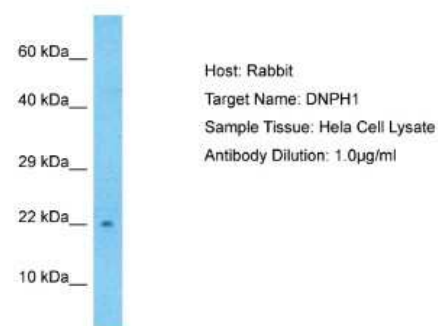 60 kDa__
40 kDa__
29 kDa__
22 kDa__
10 kDa__
Host: Rabbit
Target Name: DNPH1
Sample Tissue: Hela Cell Lysate
Antibody Dilution: 1.0µg/ml